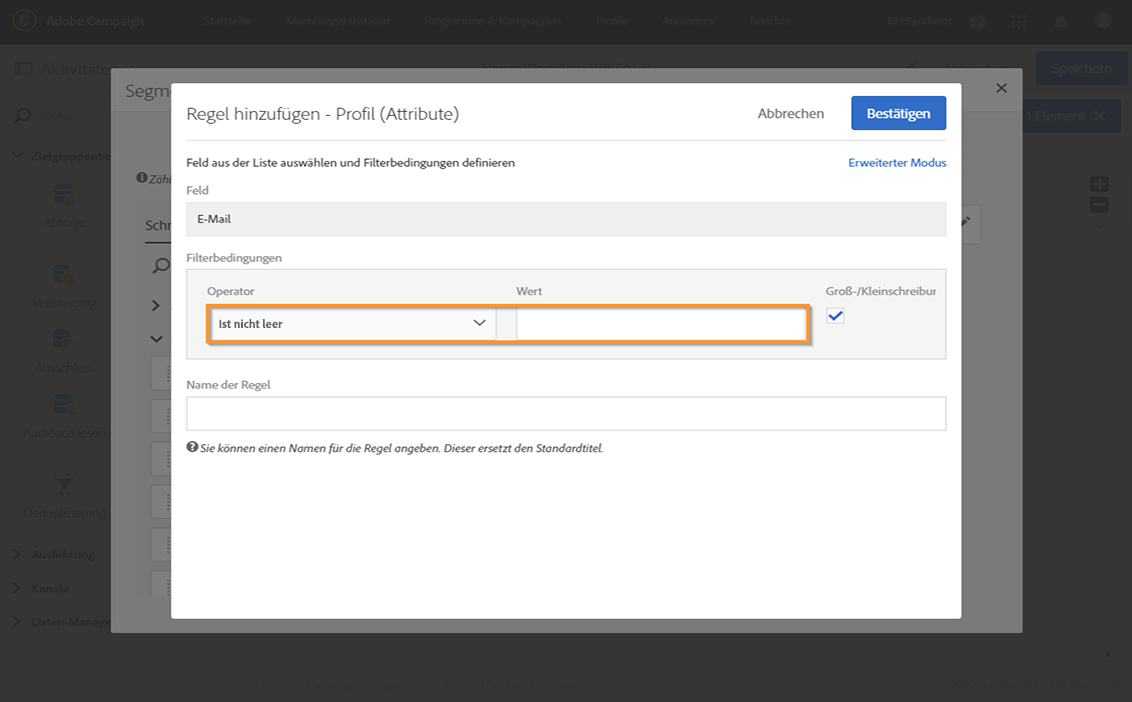 Adobe Campaign
Startseite Marketingaktivitäten Programme & Kampagnen Profile Audiences Berichte
Aktivitäten
Speichern
Segm
Regel hinzufügen - Profil (Attribute)
Abbrechen
Bestätigen
1 Element
Feld aus der Liste auswählen und Filterbedingungen definieren
Erweiterter Modus
Zielgruppenbe
Zähl
Feld
E-Mail
Abfrage
Schr
Filterbedingungen
Operator
Wert
Groß-/Kleinschreibur
Vereinigung
Ist nicht leer
Ausschluss
Name der Regel
Audience lesen
Sie können einen Namen für die Regel angeben. Dieser ersetzt den Standardtitel.
Deduplizierung
Ausführung
Kanäle
Daten-Manage